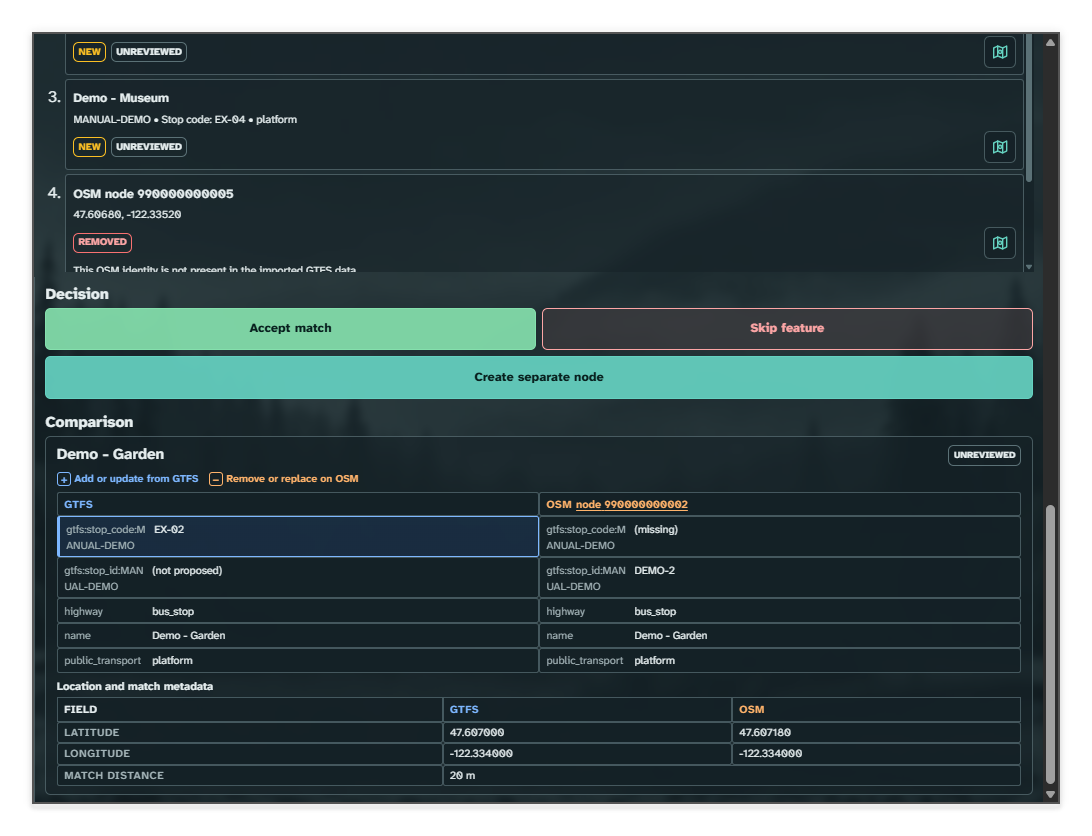 NEW UNREVIEWED
3. Demo - Museum
MANUAL-DEMO • Stop code: EX-04 • platform
NEW UNREVIEWED
4. OSM node 990000000005
47.60680, -122.33520
REMOVED
This OSM identity is not present in the imported GTFS data
Decision
Accept match
Skip feature
Create separate node
Comparison
Demo - Garden
UNREVIEWED
+ Add or update from GTFS − Remove or replace on OSM
GTFS
OSM node 990000000002
gtfs:stop_code:M EX-02
ANUAL-DEMO
gtfs:stop_code:M (missing)
ANUAL-DEMO
gtfs:stop_id:MAN (not proposed)
UAL-DEMO
gtfs:stop_id:MAN DEMO-2
UAL-DEMO
highway bus_stop
highway bus_stop
name Demo - Garden
name Demo - Garden
public_transport platform
public_transport platform
Location and match metadata
FIELD GTFS OSM
LATITUDE 47.607000 47.607180
LONGITUDE -122.334000 -122.334000
MATCH DISTANCE 20 m